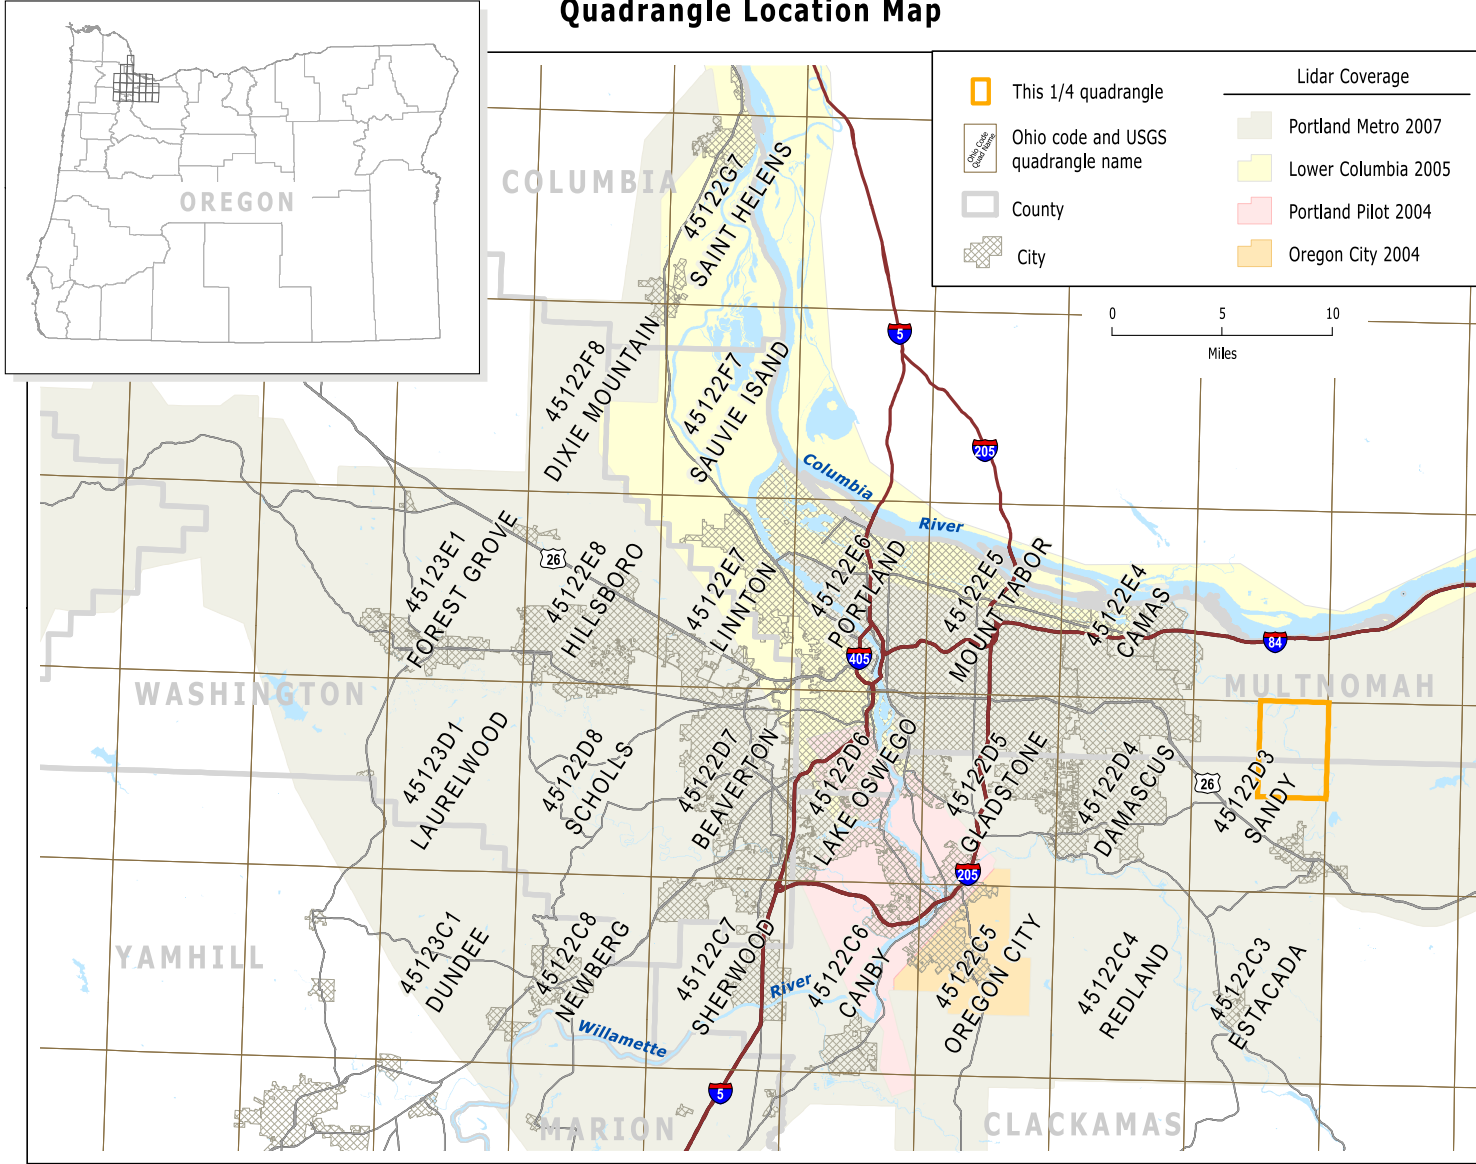 Quadrangle Location Map
OREGON
This 1/4 quadrangle
Ohio Code
Quad Name
Ohio code and USGS
quadrangle name
County
City
Lidar Coverage
Portland Metro 2007
Lower Columbia 2005
Portland Pilot 2004
Oregon City 2004
0 5 10
Miles
COLUMBIA
45122G7
SAINT HELENS
45122F8
DIXIE MOUNTAIN
45122F7
SAUVIE ISAND
5
205
Columbia
River
45123E1
FOREST GROVE
26
45122E8
HILLSBORO
45122E7
LINNTON
45122E6
PORTLAND
45122E5
MOUNT TABOR
45122E4
CAMAS
405
84
WASHINGTON
MULTNOMAH
45123D1
LAURELWOOD
45122D8
SCHOLLS
45122D7
BEAVERTON
45122D6
LAKE OSWEGO
45122D5
GLADSTONE
45122D4
DAMASCUS
26
45122D3
SANDY
205
YAMHILL
45123C1
DUNDEE
45122C8
NEWBERG
45122C7
SHERWOOD
45122C6
CANBY
45122C5
OREGON CITY
45122C4
REDLAND
45122C3
ESTACADA
River
Willamette
5
MARION
CLACKAMAS